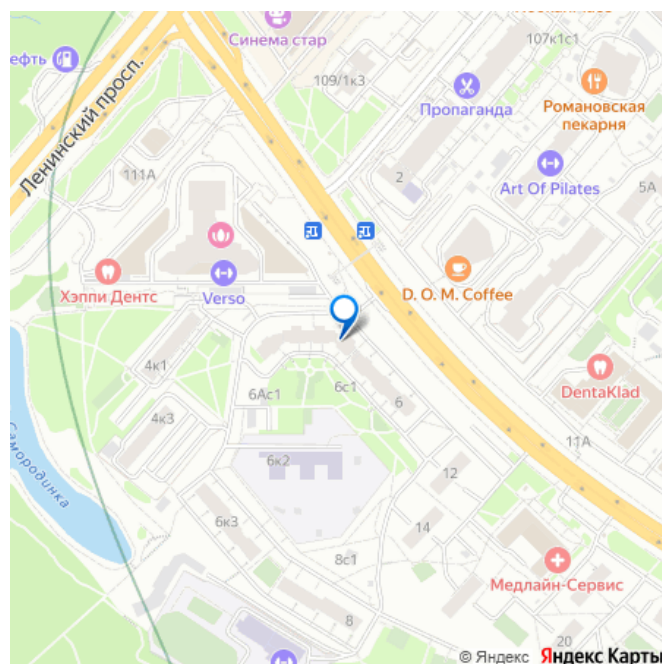 Синема стар
107к1с1
ефть
109/1к3
Ленинский просп.
Пропаганда
Романовская
пекарня
111А
2
Art Of Pilates
5А
Хэппи Дентс
Verso
D. O. M. Coffee
4к1
DentaKlad
6Ас1
6с1
6
4к3
11А
Самородинка
6к2
12
6к3
14
8с1
Медлайн-Сервис
8
20
© Яндекс Яндекс Карты